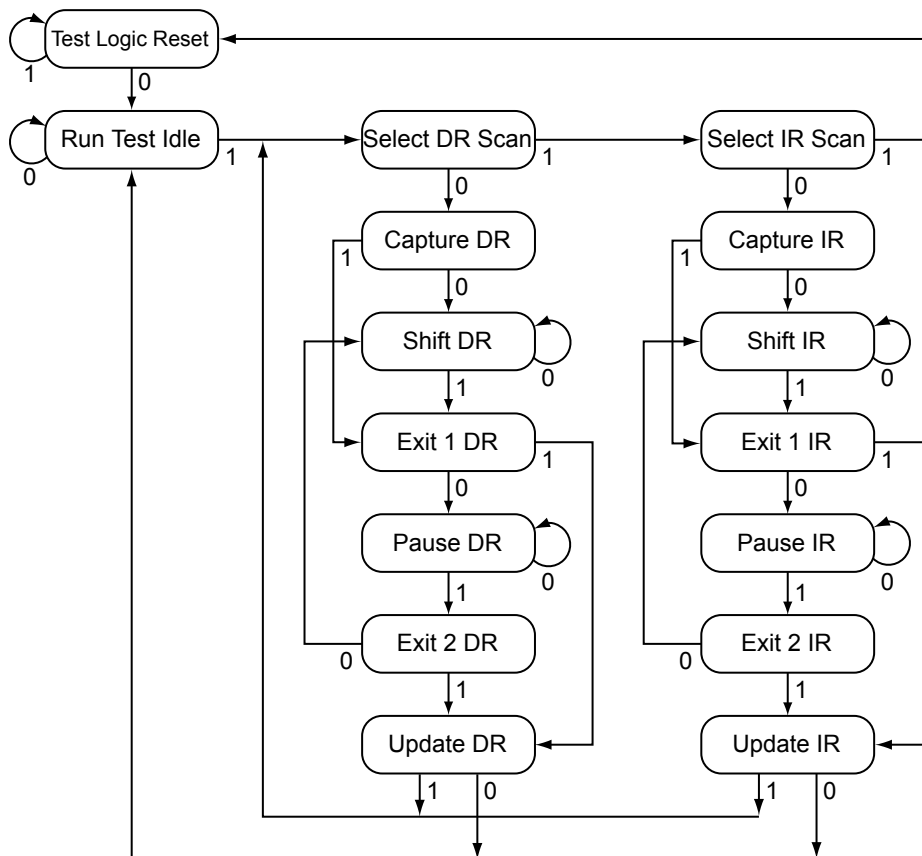 Test Logic Reset
1
0
Run Test Idle
0
1
Select DR Scan
1
Select IR Scan
1
0
0
Capture DR
1
0
Capture IR
1
0
Shift DR
0
1
Shift IR
0
1
Exit 1 DR
1
0
Exit 1 IR
1
0
Pause DR
0
1
Pause IR
0
1
Exit 2 DR
0
1
Exit 2 IR
0
1
Update DR
1
0
Update IR
1
0